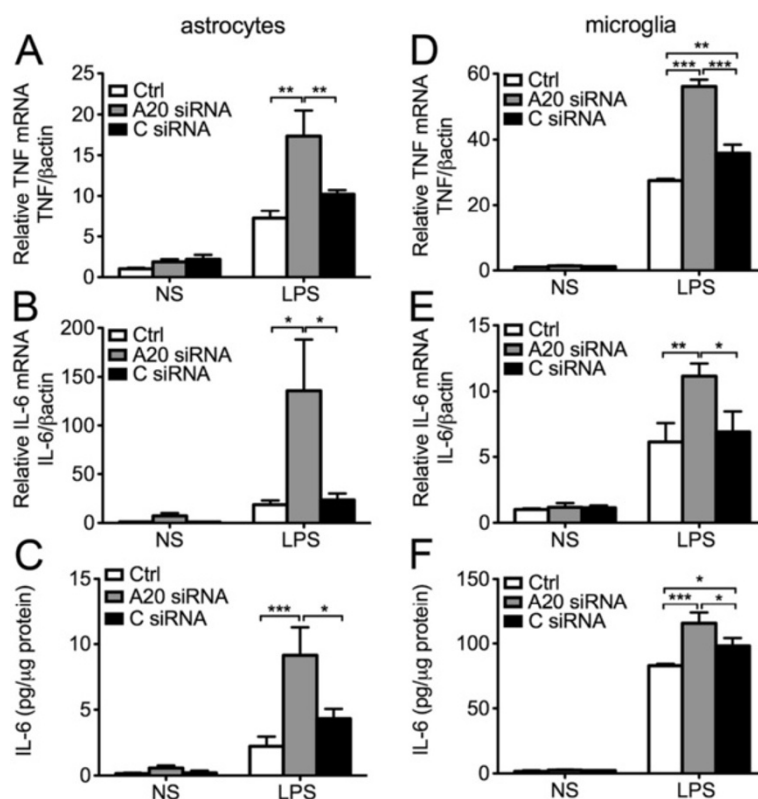 astrocytes
microglia
A
Relative TNF mRNA
TNF/βactin
25
20
15
10
5
0
Ctrl
A20 siRNA
C siRNA
**
**
NS
LPS
D
Relative TNF mRNA
TNF/βactin
60
40
20
0
Ctrl
A20 siRNA
C siRNA
**
***
***
NS
LPS
B
Relative IL-6 mRNA
IL-6/βactin
200
150
100
50
0
Ctrl
A20 siRNA
C siRNA
*
*
NS
LPS
E
Relative IL-6 mRNA
IL-6/βactin
15
10
5
0
Ctrl
A20 siRNA
C siRNA
**
*
NS
LPS
C
IL-6 (pg/µg protein)
15
10
5
0
Ctrl
A20 siRNA
C siRNA
***
*
NS
LPS
F
IL-6 (pg/µg protein)
150
100
50
0
Ctrl
A20 siRNA
C siRNA
*
***
*
NS
LPS